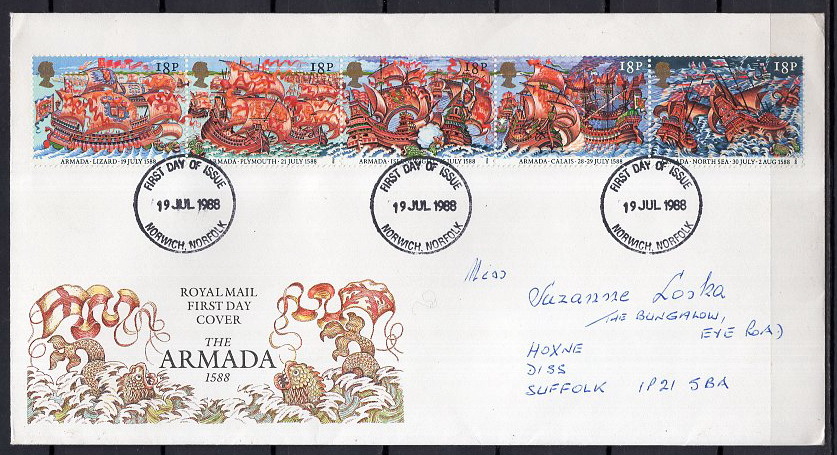 18P 18P 18P 18P 18P
ARMADA · LIZARD · 19 JULY 1588
ARMADA · PLYMOUTH · 21 JULY 1588
ARMADA JULY 1588
ARMADA · CALAIS · 28-29 JULY 1588
NORTH SEA · 30 JULY - 2 AUG 1588
FIRST DAY OF ISSUE
19 JUL 1988
NORWICH, NORFOLK
FIRST DAY OF ISSUE
19 JUL 1988
NORWICH, NORFOLK
FIRST DAY OF ISSUE
19 JUL 1988
NORWICH, NORFOLK
ROYAL MAIL
FIRST DAY
COVER
THE
ARMADA
1588
Miss
Suzanne Loska
THE BUNGALOW,
EYE ROAD
HOXNE
DISS
SUFFOLK IP21 5BA